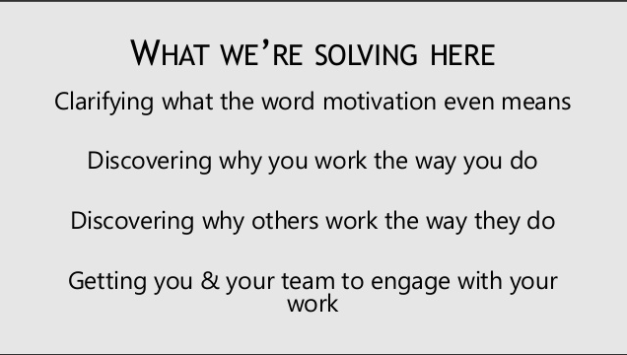 What we’re solving here
Clarifying what the word motivation even means
Discovering why you work the way you do
Discovering why others work the way they do
Getting you & your team to engage with your
work